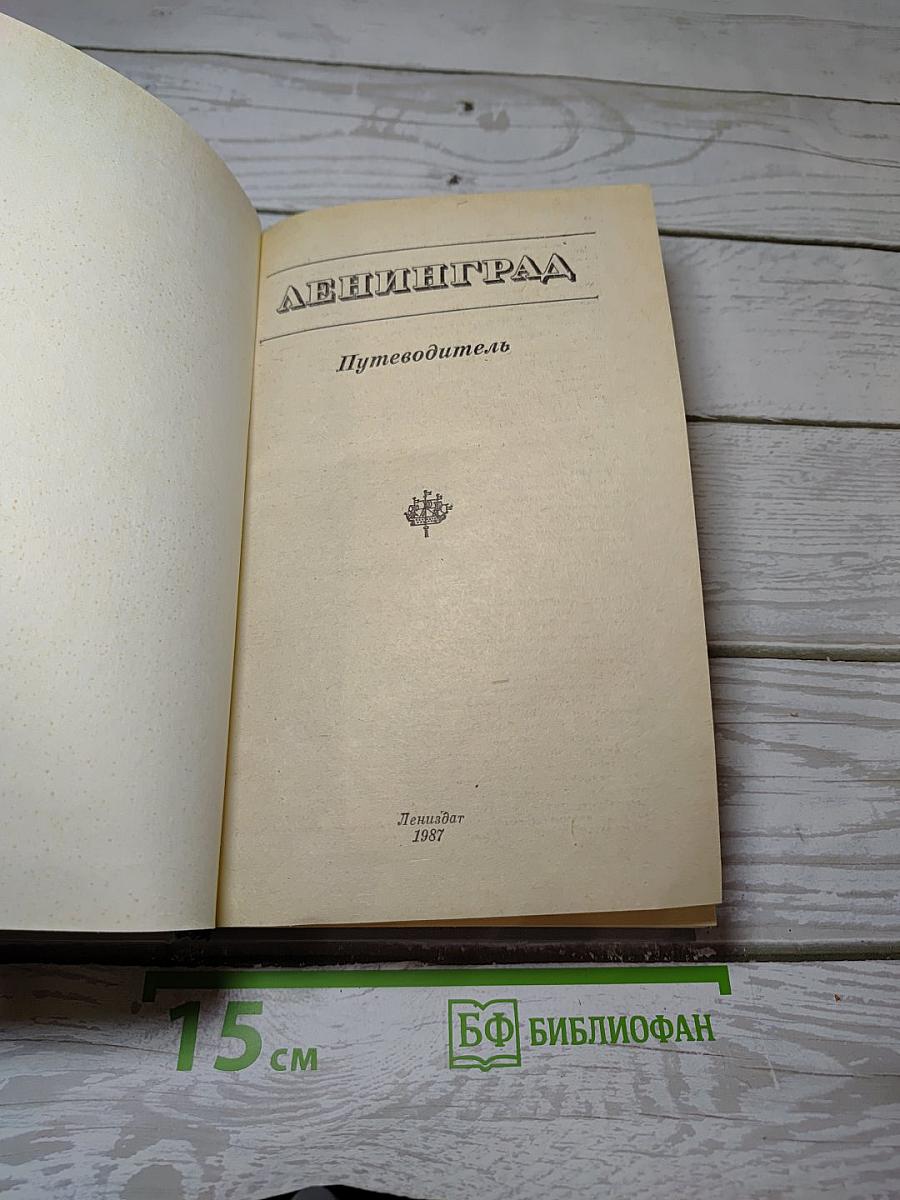 ЛЕНИНГРАД
Путеводитель
Лениздат
1987
15 см
БФ БИБЛИОФАН